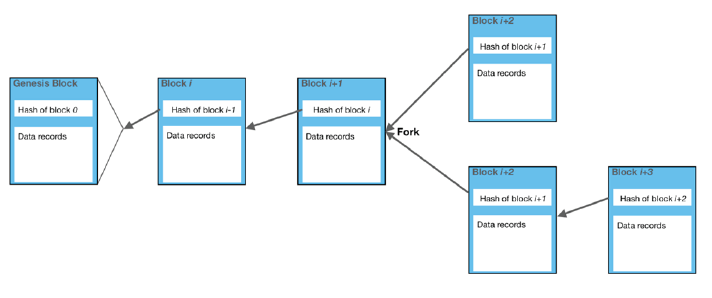 Genesis Block
Hash of block 0
Data records
Block i
Hash of block i-1
Data records
Block i+1
Hash of block i
Data records
Fork
Block i+2
Hash of block i+1
Data records
Block i+2
Hash of block i+1
Data records
Block i+3
Hash of block i+2
Data records